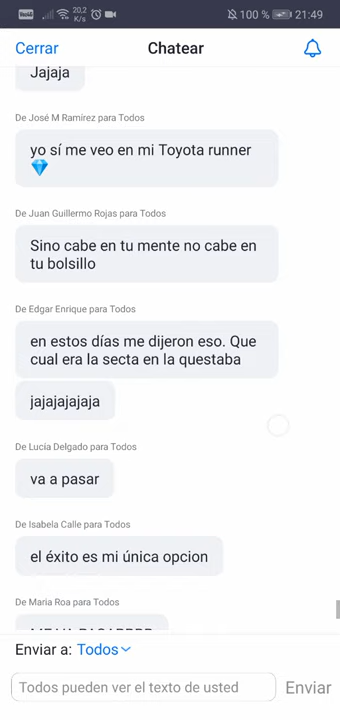 20,2
K/s
100 %
21:49
Cerrar
Chatear
Jajaja
De José M Ramirez para Todos
yo sí me veo en mi Toyota runner
💎
De Juan Guillermo Rojas para Todos
Sino cabe en tu mente no cabe en
tu bolsillo
De Edgar Enrique para Todos
en estos días me dijeron eso. Que
cual era la secta en la questaba
jajajajajaja
De Lucía Delgado para Todos
va a pasar
De Isabela Calle para Todos
el éxito es mi única opcion
De Maria Roa para Todos
Enviar a: Todos
Todos pueden ver el texto de usted
Enviar